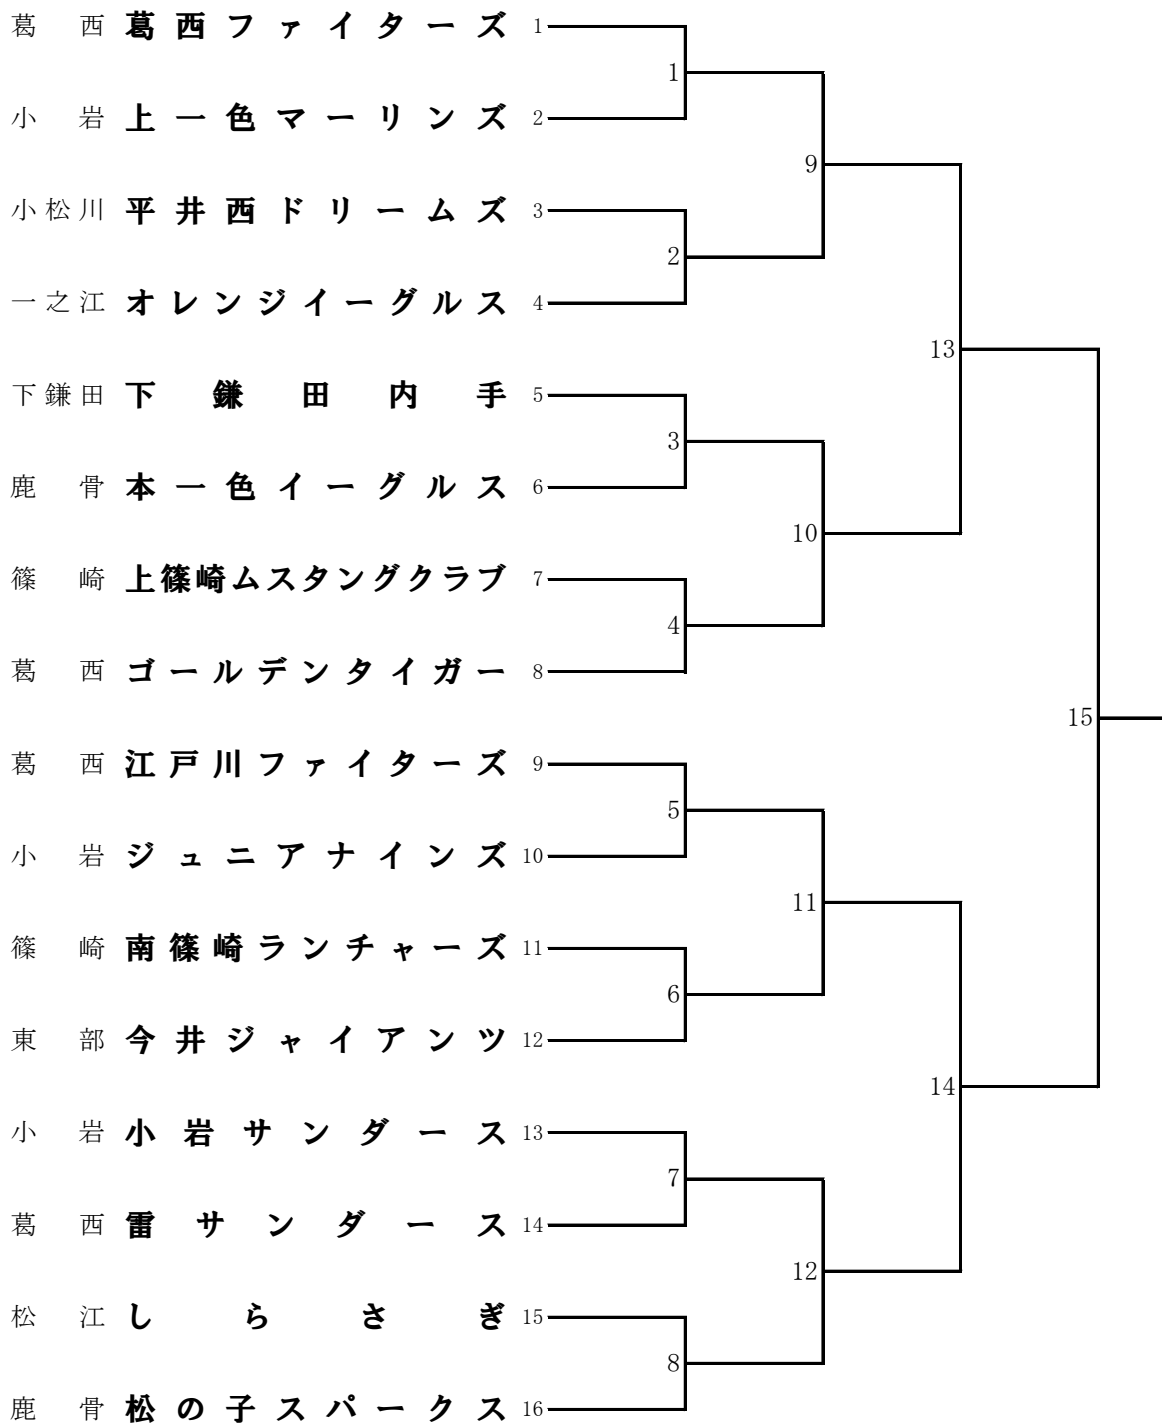 葛西 葛西ファイターズ 1
1
小岩 上一色マーリンズ 2
9
小松川 平井西ドリームズ 3
2
一之江 オレンジイーグルス 4
13
下鎌田 下鎌田内手 5
3
鹿骨 本一色イーグルス 6
10
篠崎 上篠崎ムスタングクラブ 7
4
葛西 ゴールデンタイガー 8
15
葛西 江戸川ファイターズ 9
5
小岩 ジュニアナインズ 10
11
篠崎 南篠崎ランチャーズ 11
6
東部 今井ジャイアンツ 12
14
小岩 小岩サンダース 13
7
葛西 雷サンダース 14
12
松江 しらさぎ 15
8
鹿骨 松の子スパークス 16